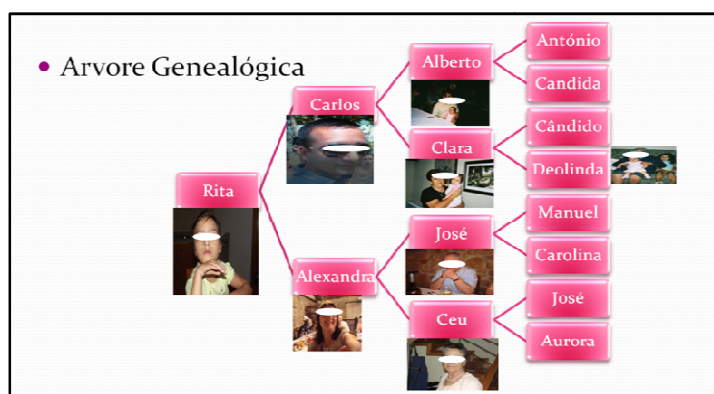 Arvore Genealógica
Rita
Carlos
Alexandra
Alberto
Clara
José
Ceu
António
Candida
Cândido
Deolinda
Manuel
Carolina
José
Aurora